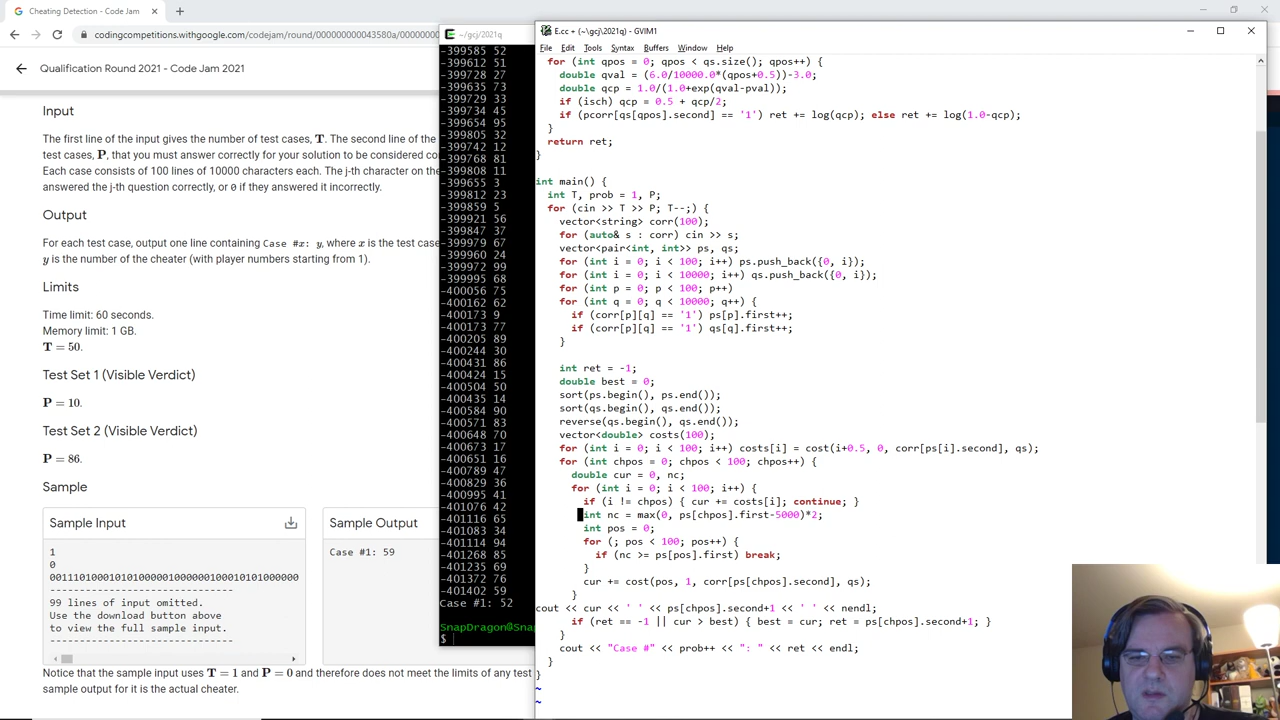 Cheating Detection - Code Jam
codingcompetitions.withgoogle.com/codejam/round/000000000043580a/00000000
Qualification Round 2021 - Code Jam 2021
Input
The first line of the input gives the number of test cases, T. The second line of the
test cases, P, that you must answer correctly for your solution to be considered co
Each case consists of 100 lines of 10000 characters each. The j-th character on the
answered the j-th question correctly, or 0 if they answered it incorrectly.
Output
For each test case, output one line containing Case #x: y, where x is the test case
y is the number of the cheater (with player numbers starting from 1).
Limits
Time limit: 60 seconds.
Memory limit: 1 GB.
T = 50.
Test Set 1 (Visible Verdict)
P = 10.
Test Set 2 (Visible Verdict)
P = 86.
Sample
Sample Input
Sample Output
1
0
001110100010101000001000000100010101000000
----------------------------------
99 lines of input omitted.
Use the download button above
to view the full sample input.
----------------------------------
Case #1: 59
Notice that the sample input uses T = 1 and P = 0 and therefore does not meet the limits of any test
sample output for it is the actual cheater.
~/gcj/2021q
-399585 52
-399612 51
-399728 27
-399635 73
-399729 33
-399734 45
-399654 95
-399805 32
-399742 12
-399768 81
-399808 11
-399655 3
-399812 23
-399859 5
-399921 56
-399847 37
-399979 67
-399960 24
-399972 99
-399995 68
-400056 75
-400162 62
-400173 9
-400173 77
-400205 89
-400244 30
-400431 86
-400424 15
-400504 50
-400435 14
-400584 90
-400571 83
-400648 70
-400673 17
-400651 16
-400789 47
-400829 36
-400995 41
-401076 42
-401116 65
-401083 34
-401114 94
-401268 85
-401235 69
-401372 76
-401402 59
Case #1: 52
SnapDragon@Snap
$
E.cc + (~\gcj\2021q) - GVIM1
File Edit Tools Syntax Buffers Window Help
for (int qpos = 0; qpos < qs.size(); qpos++) {
double qval = (6.0/10000.0*(qpos+0.5))-3.0;
double qcp = 1.0/(1.0+exp(qval-pval));
if (isch) qcp = 0.5 + qcp/2;
if (pcorr[qs[qpos].second] == '1') ret += log(qcp); else ret += log(1.0-qcp);
}
return ret;
}
int main() {
int T, prob = 1, P;
for (cin >> T >> P; T--;) {
vector<string> corr(100);
for (auto& s : corr) cin >> s;
vector<pair<int, int>> ps, qs;
for (int i = 0; i < 100; i++) ps.push_back({0, i});
for (int i = 0; i < 10000; i++) qs.push_back({0, i});
for (int p = 0; p < 100; p++)
for (int q = 0; q < 10000; q++) {
if (corr[p][q] == '1') ps[p].first++;
if (corr[p][q] == '1') qs[q].first++;
}
int ret = -1;
double best = 0;
sort(ps.begin(), ps.end());
sort(qs.begin(), qs.end());
reverse(qs.begin(), qs.end());
vector<double> costs(100);
for (int i = 0; i < 100; i++) costs[i] = cost(i+0.5, 0, corr[ps[i].second], qs);
for (int chpos = 0; chpos < 100; chpos++) {
double cur = 0, nc;
for (int i = 0; i < 100; i++) {
if (i != chpos) { cur += costs[i]; continue; }
int nc = max(0, ps[chpos].first-5000)*2;
int pos = 0;
for (; pos < 100; pos++) {
if (nc >= ps[pos].first) break;
}
cur += cost(pos, 1, corr[ps[chpos].second], qs);
}
cout << cur << ' ' << ps[chpos].second+1 << ' ' << nendl;
if (ret == -1 || cur > best) { best = cur; ret = ps[chpos].second+1; }
}
cout << "Case #" << prob++ << ": " << ret << endl;
}
}
~
~